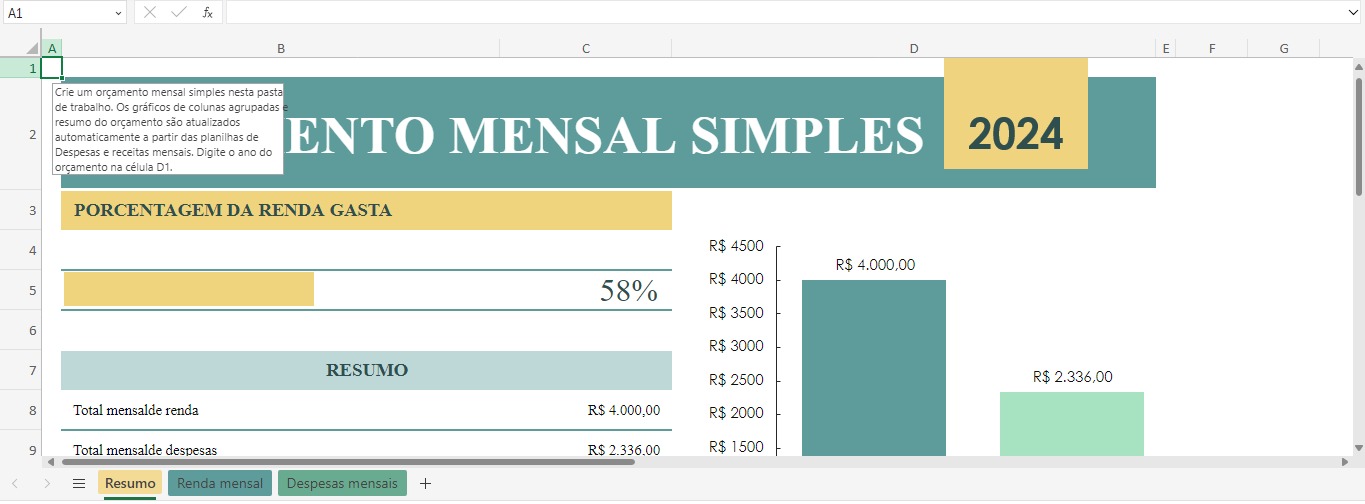 A1
fx
A B C D E F G
1
Crie um orçamento mensal simples nesta pasta
de trabalho. Os gráficos de colunas agrupadas e
resumo do orçamento são atualizados
automaticamente a partir das planilhas de
Despesas e receitas mensais. Digite o ano do
orçamento na célula D1.
2
ENTO MENSAL SIMPLES
2024
3
PORCENTAGEM DA RENDA GASTA
4
5
58%
6
7
RESUMO
8
Total mensalde renda R$ 4.000,00
9
Total mensalde despesas R$ 2.336,00
R$ 4500
R$ 4000
R$ 3500
R$ 3000
R$ 2500
R$ 2000
R$ 1500
R$ 4.000,00
R$ 2.336,00
Resumo Renda mensal Despesas mensais